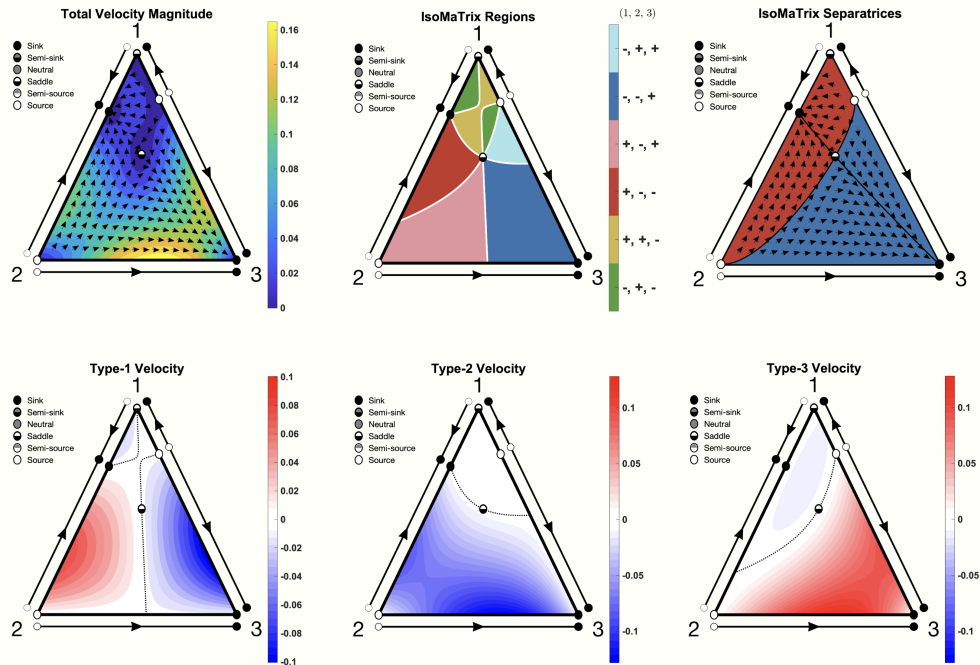 Total Velocity Magnitude
1
Sink
Semi-sink
Neutral
Saddle
Semi-source
Source
2
3
0.16
0.14
0.12
0.10
0.08
0.06
0.04
0.02
0
IsoMaTrix Regions
1
(1, 2, 3)
Sink
Semi-sink
Neutral
Saddle
Semi-source
Source
2
3
-, +, +
-, -, +
+, -, +
+, -, -
+, +, -
-, +, -
IsoMaTrix Separatrices
1
Sink
Semi-sink
Neutral
Saddle
Semi-source
Source
2
3
Type-1 Velocity
1
Sink
Semi-sink
Neutral
Saddle
Semi-source
Source
2
3
0.1
0.08
0.06
0.04
0.02
0
-0.02
-0.04
-0.06
-0.08
-0.1
Type-2 Velocity
1
Sink
Semi-sink
Neutral
Saddle
Semi-source
Source
2
3
0.1
0.05
0
-0.05
-0.1
Type-3 Velocity
1
Sink
Semi-sink
Neutral
Saddle
Semi-source
Source
2
3
0.1
0.05
0
-0.05
-0.1